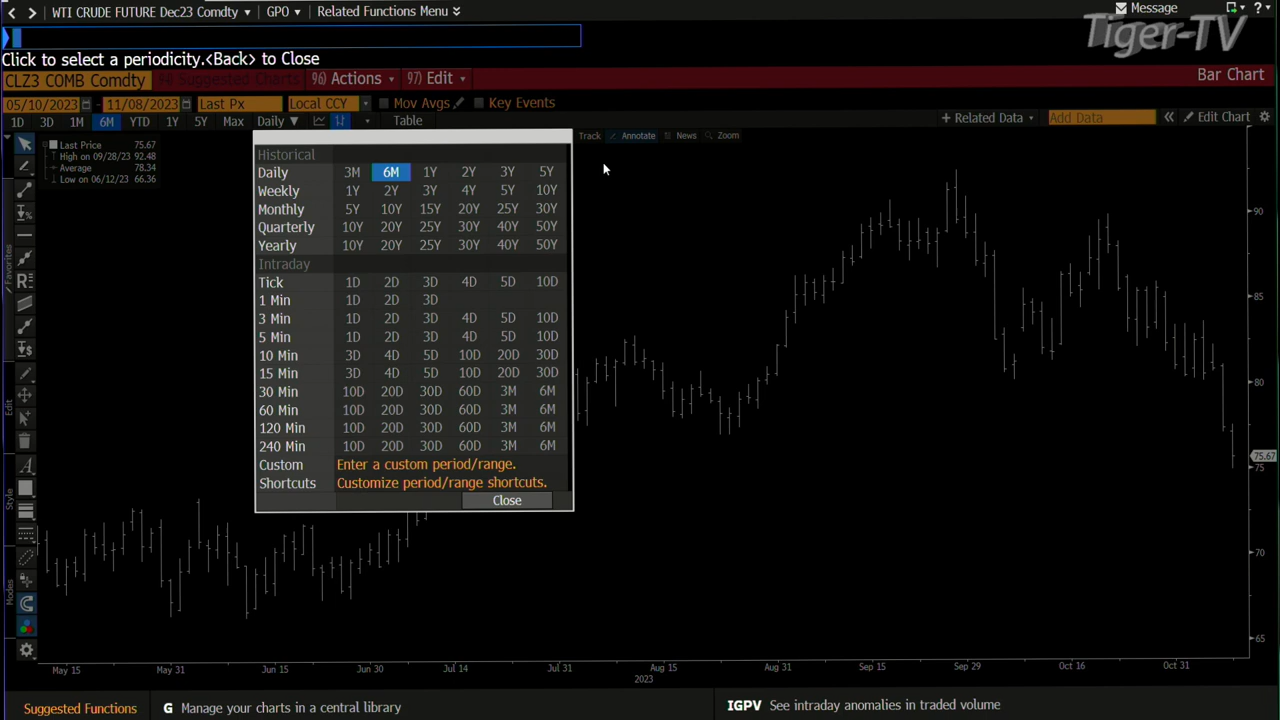 WTI CRUDE FUTURE Dec23 Comdty GPO Related Functions Menu Message ?
Tiger-TV
Click to select a periodicity.<Back> to Close
CLZ3 COMB Comdty 94) Suggested Charts 96) Actions 97) Edit Bar Chart
05/10/2023 - 11/08/2023 Last Px Local CCY Mov Avgs Key Events
1D 3D 1M 6M YTD 1Y 5Y Max Daily Table + Related Data Add Data Edit Chart
Track Annotate News Zoom
Last Price 75.67
High on 09/28/23 92.48
Average 78.34
Low on 06/12/23 66.36
Historical
Daily 3M 6M 1Y 2Y 3Y 5Y
Weekly 1Y 2Y 3Y 4Y 5Y 10Y
Monthly 5Y 10Y 15Y 20Y 25Y 30Y
Quarterly 10Y 20Y 25Y 30Y 40Y 50Y
Yearly 10Y 20Y 25Y 30Y 40Y 50Y
Intraday
Tick 1D 2D 3D 4D 5D 10D
1 Min 1D 2D 3D
3 Min 1D 2D 3D 4D 5D 10D
5 Min 1D 2D 3D 4D 5D 10D
10 Min 3D 4D 5D 10D 20D 30D
15 Min 3D 4D 5D 10D 20D 30D
30 Min 10D 20D 30D 60D 3M 6M
60 Min 10D 20D 30D 60D 3M 6M
120 Min 10D 20D 30D 60D 3M 6M
240 Min 10D 20D 30D 60D 3M 6M
Custom Enter a custom period/range.
Shortcuts Customize period/range shortcuts.
Close
Favorites
Edit
Style
Modes
90
85
80
75.67
75
70
65
May 15 May 31 Jun 15 Jun 30 Jul 14 Jul 31 Aug 15 Aug 31 Sep 15 Sep 29 Oct 16 Oct 31
2023
Suggested Functions G Manage your charts in a central library IGPV See intraday anomalies in traded volume